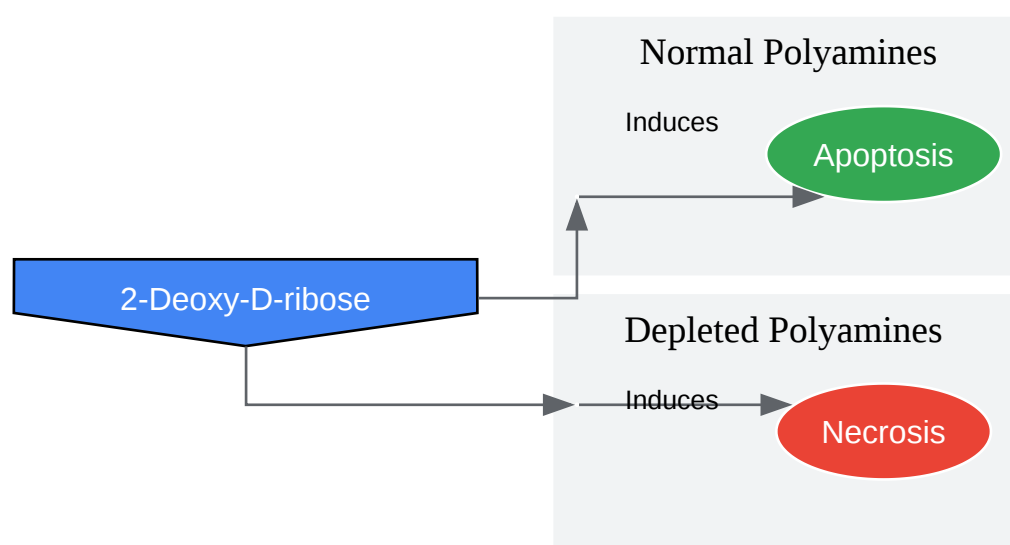 Normal Polyamines
Induces
Apoptosis
2-Deoxy-D-ribose
Depleted Polyamines
Induces
Necrosis